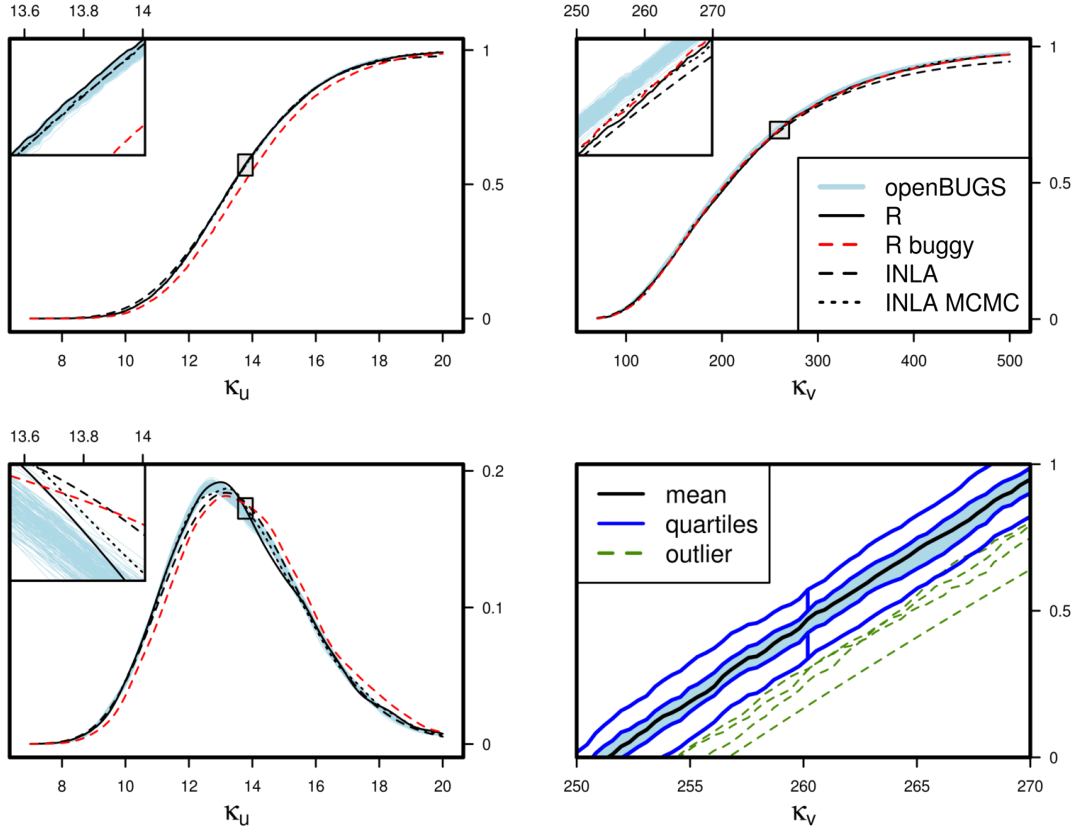 13.6 13.8 14
1
0.5
0
8 10 12 14 16 18 20
κu
250 260 270
1
0.5
0
openBUGS
R
R buggy
INLA
INLA MCMC
100 200 300 400 500
κv
13.6 13.8 14
0.2
0.1
0
8 10 12 14 16 18 20
κu
mean
quartiles
outlier
1
0.5
0
250 255 260 265 270
κv